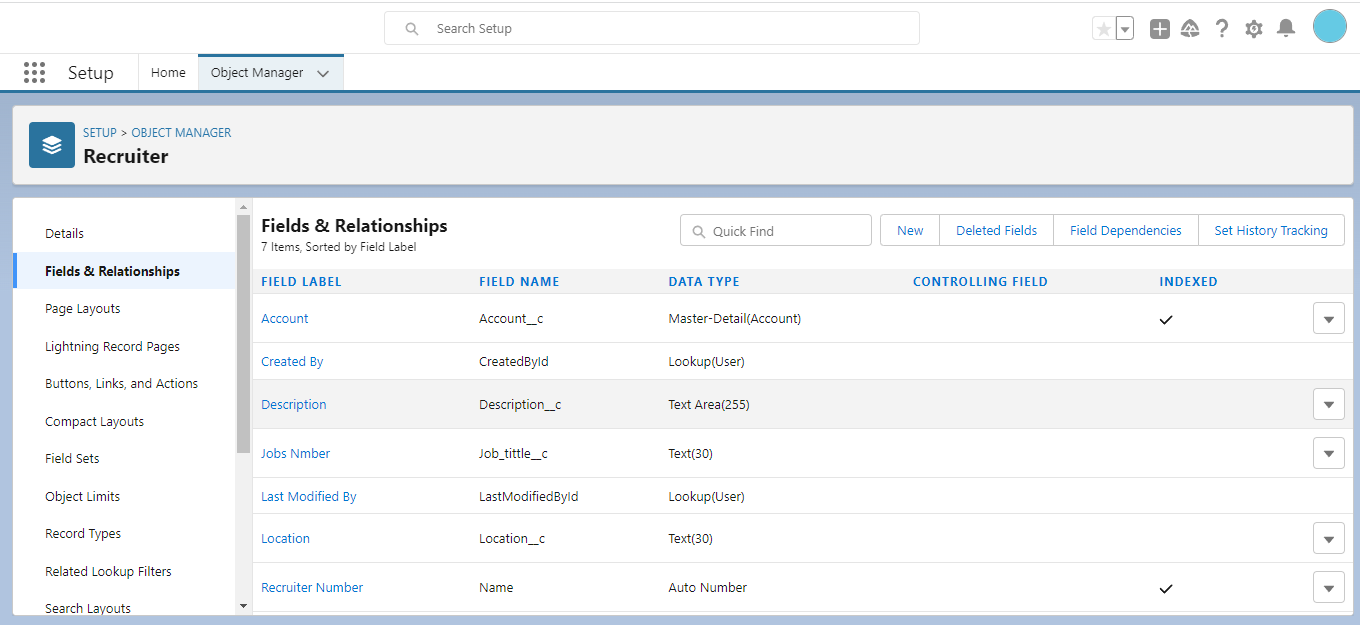 Search Setup
Setup
Home
Object Manager
SETUP > OBJECT MANAGER
Recruiter
Details
Fields & Relationships
Page Layouts
Lightning Record Pages
Buttons, Links, and Actions
Compact Layouts
Field Sets
Object Limits
Record Types
Related Lookup Filters
Search Layouts
Fields & Relationships
7 Items, Sorted by Field Label
Quick Find
New
Deleted Fields
Field Dependencies
Set History Tracking
FIELD LABEL FIELD NAME DATA TYPE CONTROLLING FIELD INDEXED
Account Account__c Master-Detail(Account)
Created By CreatedById Lookup(User)
Description Description__c Text Area(255)
Jobs Nmber Job_tittle__c Text(30)
Last Modified By LastModifiedById Lookup(User)
Location Location__c Text(30)
Recruiter Number Name Auto Number